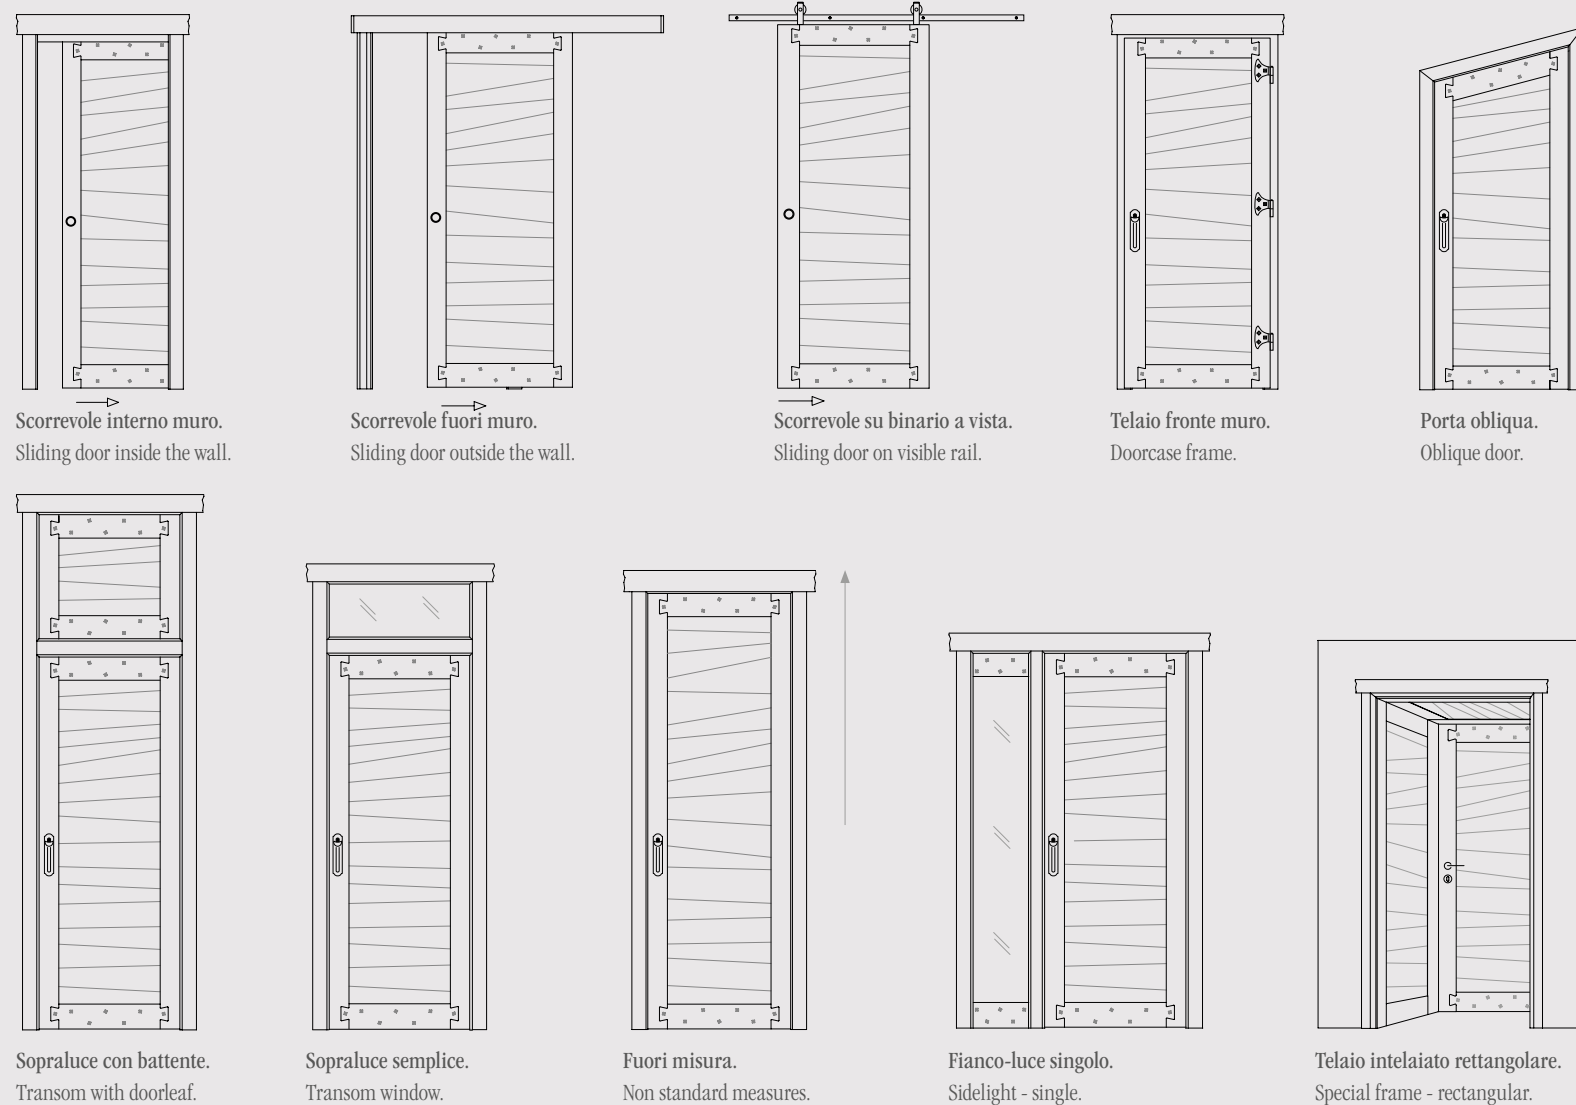 Scorrevole interno muro.
Sliding door inside the wall.
Scorrevole fuori muro.
Sliding door outside the wall.
Scorrevole su binario a vista.
Sliding door on visible rail.
Telaio fronte muro.
Doorcase frame.
Porta obliqua.
Oblique door.
Sopraluce con battente.
Transom with doorleaf.
Sopraluce semplice.
Transom window.
Fuori misura.
Non standard measures.
Fianco-luce singolo.
Sidelight - single.
Telaio intelaiato rettangolare.
Special frame - rectangular.